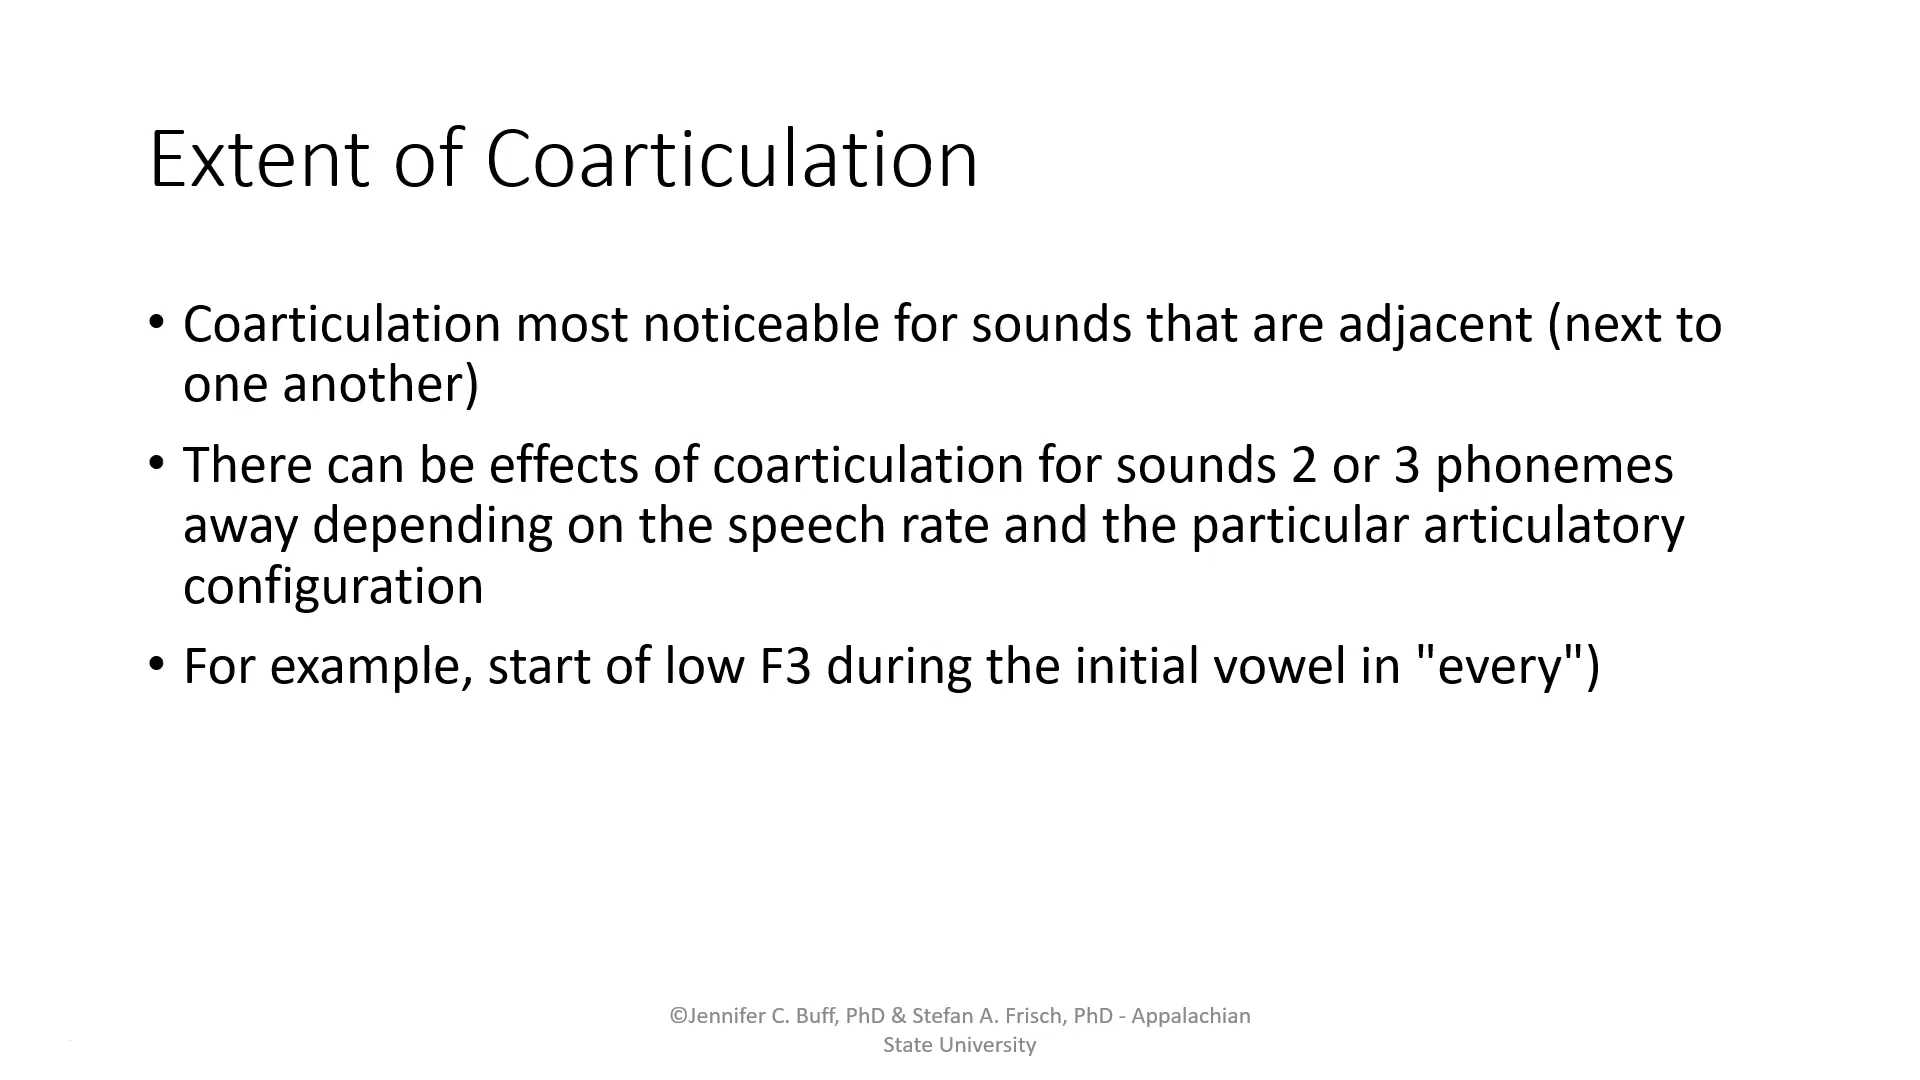 Extent of Coarticulation
• Coarticulation most noticeable for sounds that are adjacent (next to
one another)
• There can be effects of coarticulation for sounds 2 or 3 phonemes
away depending on the speech rate and the particular articulatory
configuration
• For example, start of low F3 during the initial vowel in "every")
©Jennifer C. Buff, PhD & Stefan A. Frisch, PhD - Appalachian
State University